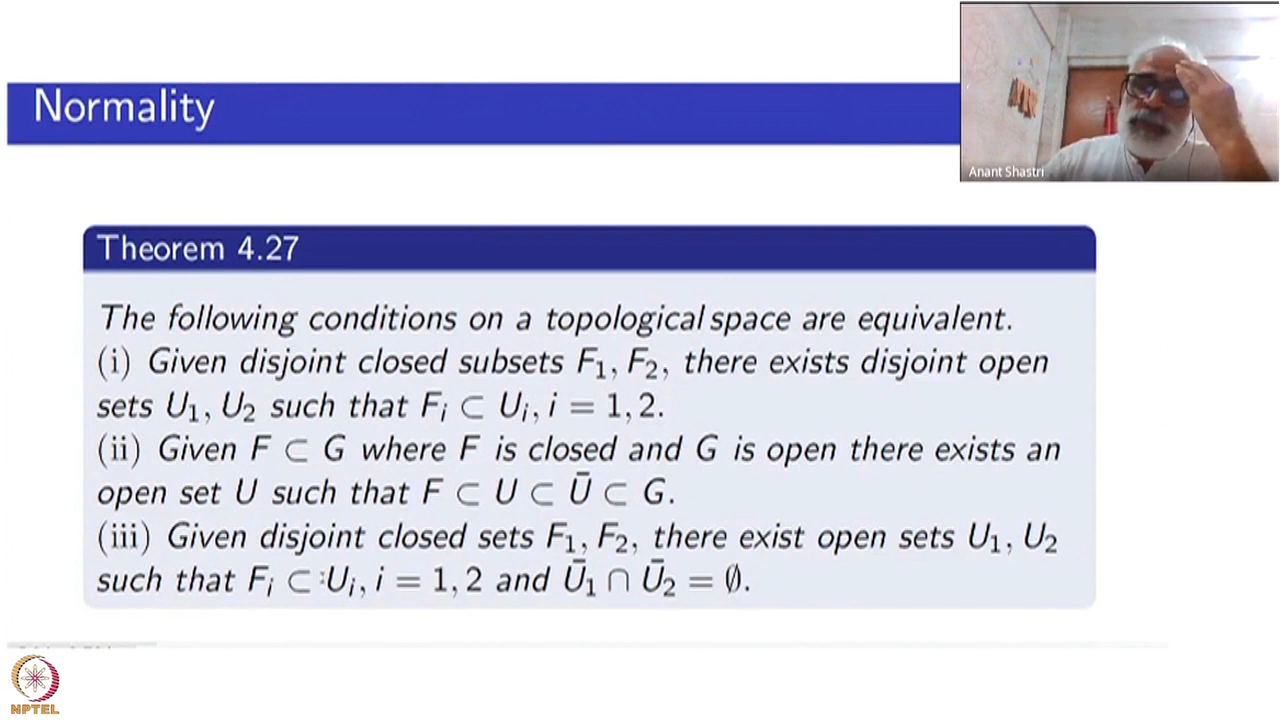 Normality
Anant Shastri
Theorem 4.27
The following conditions on a topological space are equivalent.
(i) Given disjoint closed subsets F₁, F₂, there exists disjoint open
sets U₁, U₂ such that Fᵢ ⊂ Uᵢ, i = 1, 2.
(ii) Given F ⊂ G where F is closed and G is open there exists an
open set U such that F ⊂ U ⊂ Ū ⊂ G.
(iii) Given disjoint closed sets F₁, F₂, there exist open sets U₁, U₂
such that Fᵢ ⊂ Uᵢ, i = 1, 2 and Ū₁ ∩ Ū₂ = ∅.
NPTEL